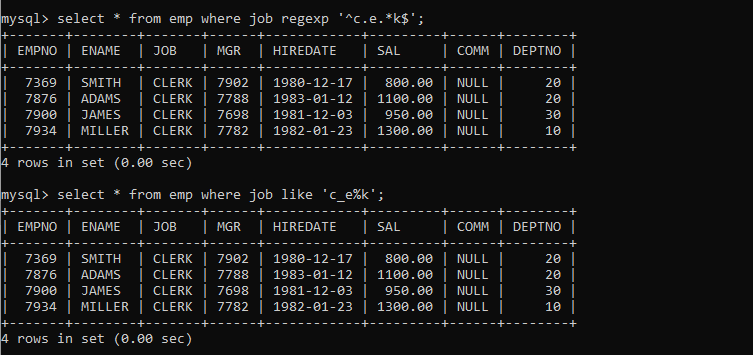 mysql> select * from emp where job regexp '^c.e.*k$';
+-------+--------+-------+------+------------+---------+------+--------+
| EMPNO | ENAME  | JOB   | MGR  | HIREDATE   | SAL     | COMM | DEPTNO |
+-------+--------+-------+------+------------+---------+------+--------+
|  7369 | SMITH  | CLERK | 7902 | 1980-12-17 |  800.00 | NULL |     20 |
|  7876 | ADAMS  | CLERK | 7788 | 1983-01-12 | 1100.00 | NULL |     20 |
|  7900 | JAMES  | CLERK | 7698 | 1981-12-03 |  950.00 | NULL |     30 |
|  7934 | MILLER | CLERK | 7782 | 1982-01-23 | 1300.00 | NULL |     10 |
+-------+--------+-------+------+------------+---------+------+--------+
4 rows in set (0.00 sec)
mysql> select * from emp where job like 'c_e%k';
+-------+--------+-------+------+------------+---------+------+--------+
| EMPNO | ENAME  | JOB   | MGR  | HIREDATE   | SAL     | COMM | DEPTNO |
+-------+--------+-------+------+------------+---------+------+--------+
|  7369 | SMITH  | CLERK | 7902 | 1980-12-17 |  800.00 | NULL |     20 |
|  7876 | ADAMS  | CLERK | 7788 | 1983-01-12 | 1100.00 | NULL |     20 |
|  7900 | JAMES  | CLERK | 7698 | 1981-12-03 |  950.00 | NULL |     30 |
|  7934 | MILLER | CLERK | 7782 | 1982-01-23 | 1300.00 | NULL |     10 |
+-------+--------+-------+------+------------+---------+------+--------+
4 rows in set (0.00 sec)